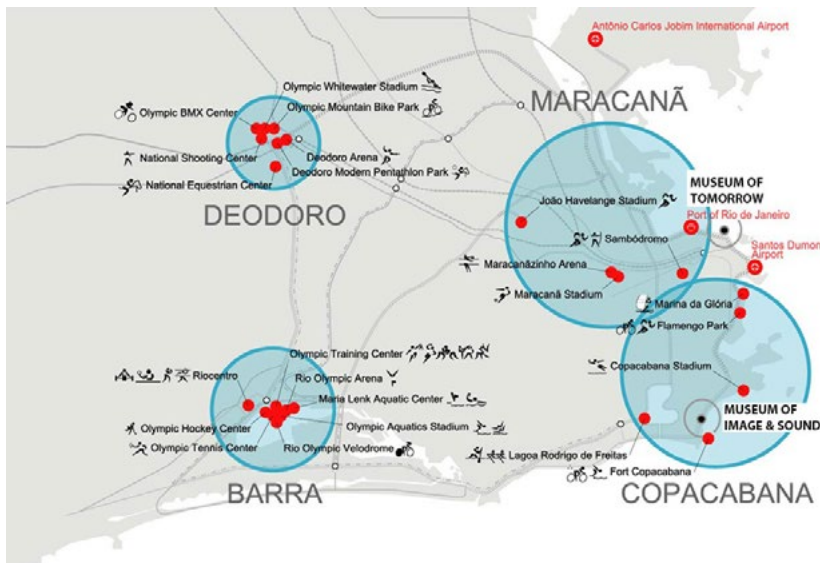 Antônio Carlos Jobim International Airport
MARACANÃ
Olympic Whitewater Stadium
Olympic BMX Center
Olympic Mountain Bike Park
National Shooting Center
Deodoro Arena
Deodoro Modern Pentathlon Park
National Equestrian Center
DEODORO
MUSEUM OF
TOMORROW
João Havelange Stadium
Port of Rio de Janeiro
Sambódromo
Santos Dumon
Airport
Maracanãzinho Arena
Maracanã Stadium
Marina da Glória
Flamengo Park
Olympic Training Center
Copacabana Stadium
Riocentro
Rio Olympic Arena
Maria Lenk Aquatic Center
MUSEUM OF
IMAGE & SOUND
Olympic Hockey Center
Olympic Aquatics Stadium
Olympic Tennis Center
Rio Olympic Velodrome
Lagoa Rodrigo de Freitas
Fort Copacabana
BARRA
COPACABANA